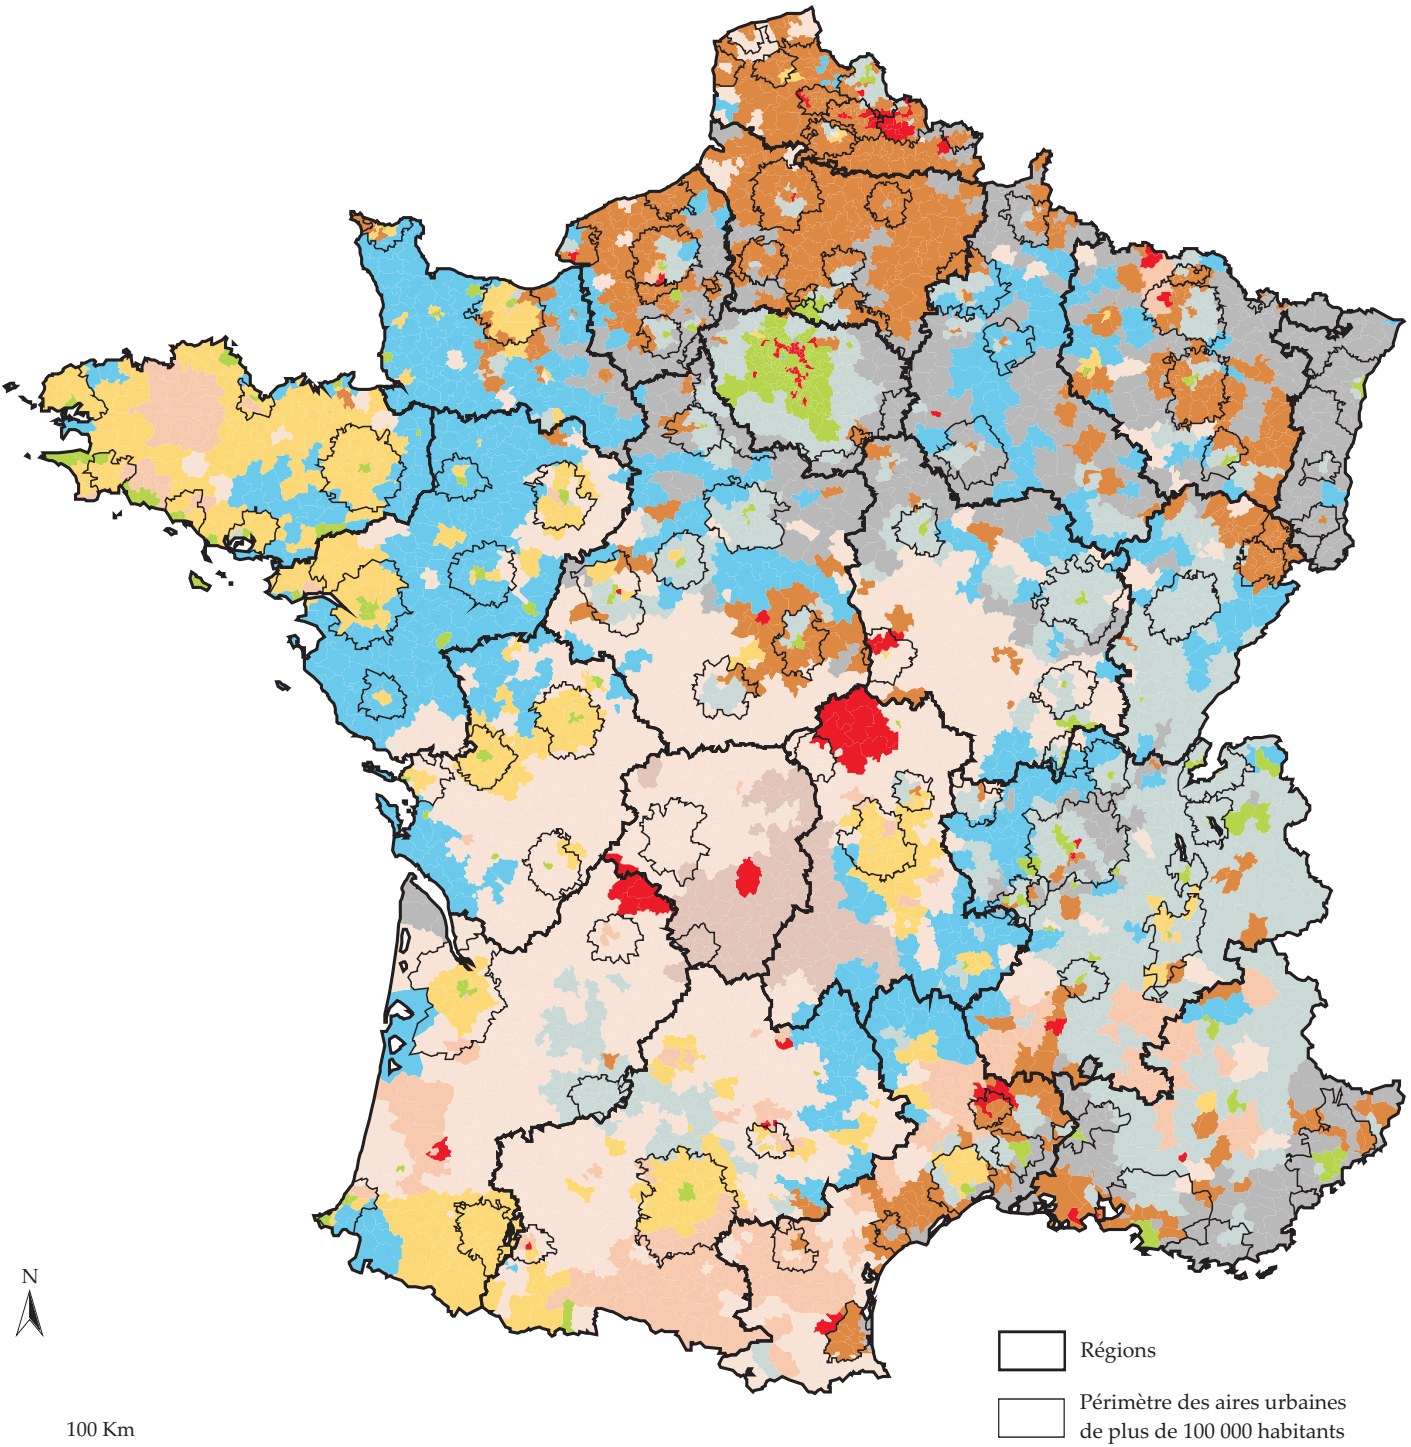 N
Régions
Périmètre des aires urbaines
de plus de 100 000 habitants
100 Km